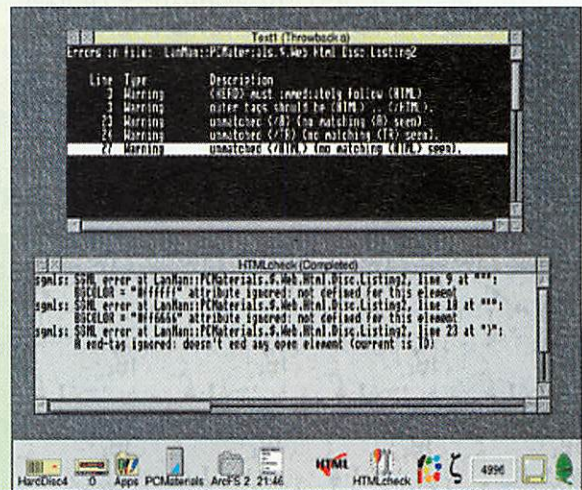 Text1 (Throwback a)
Errors in file: LanMan::PCMaterials.$.Web.Html.Disc.Listing2
Line Type Description
3 Warning <HEAD> must immediately follow <HTML>
3 Warning outer tags should be <HTML> .. </HTML>.
23 Warning unmatched </A> (no matching <A> seen).
24 Warning unmatched </TR> (no matching <TR> seen).
27 Warning unmatched </HTML> (no matching <HTML> seen).
HTMLcheck (Completed)
sgmls: SGML error at LanMan::PCMaterials.$.Web.Html.Disc.Listing2, line 9 at """:
BGCOLOR = "#ffffff" attribute ignored: not defined for this element
sgmls: SGML error at LanMan::PCMaterials.$.Web.Html.Disc.Listing2, line at """:
BGCOLOR = "#ff6666" attribute ignored: not defined for this element
sgmls: SGML error at LanMan::PCMaterials.$.Web.Html.Disc.Listing2, line 23 at ">":
A end-tag ignored: doesn't end any open element (current is TD)
HTML
HardDisc4 0 Apps PCMaterials ArcFS 2 21:46 HTMLcheck 4996